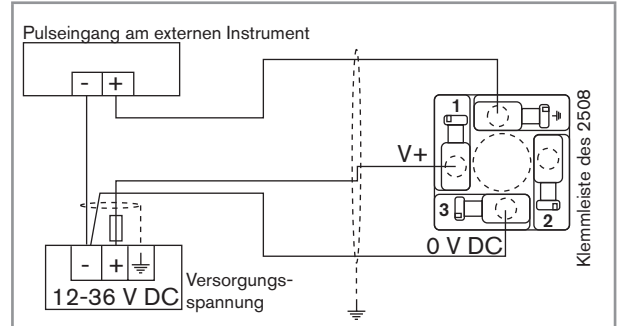 Pulseingang am externen Instrument
- +
1
V+
3
2
0 V DC
Klemmleiste des 2508
- +
12-36 V DC
Versorgungs-
spannung